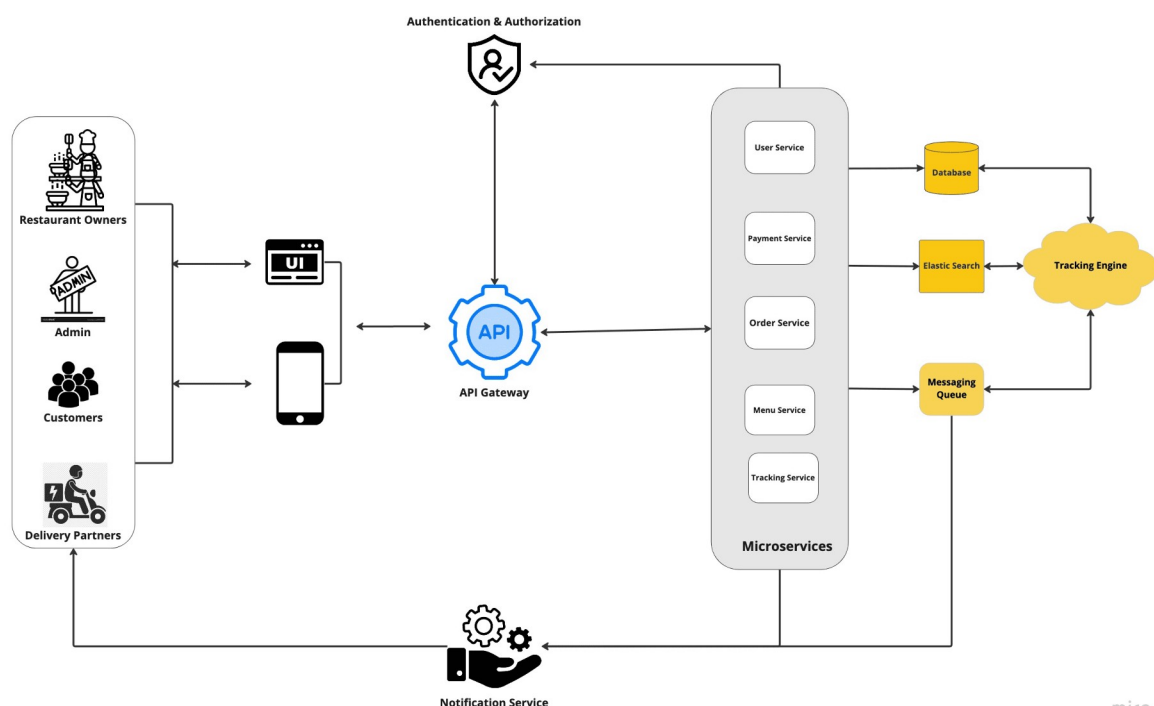 Authentication & Authorization
Restaurant Owners
ADMIN
Admin
Customers
Delivery Partners
UI
API
API Gateway
User Service
Payment Service
Order Service
Menu Service
Tracking Service
Microservices
Database
Elastic Search
Messaging
Queue
Tracking Engine
Notification Service